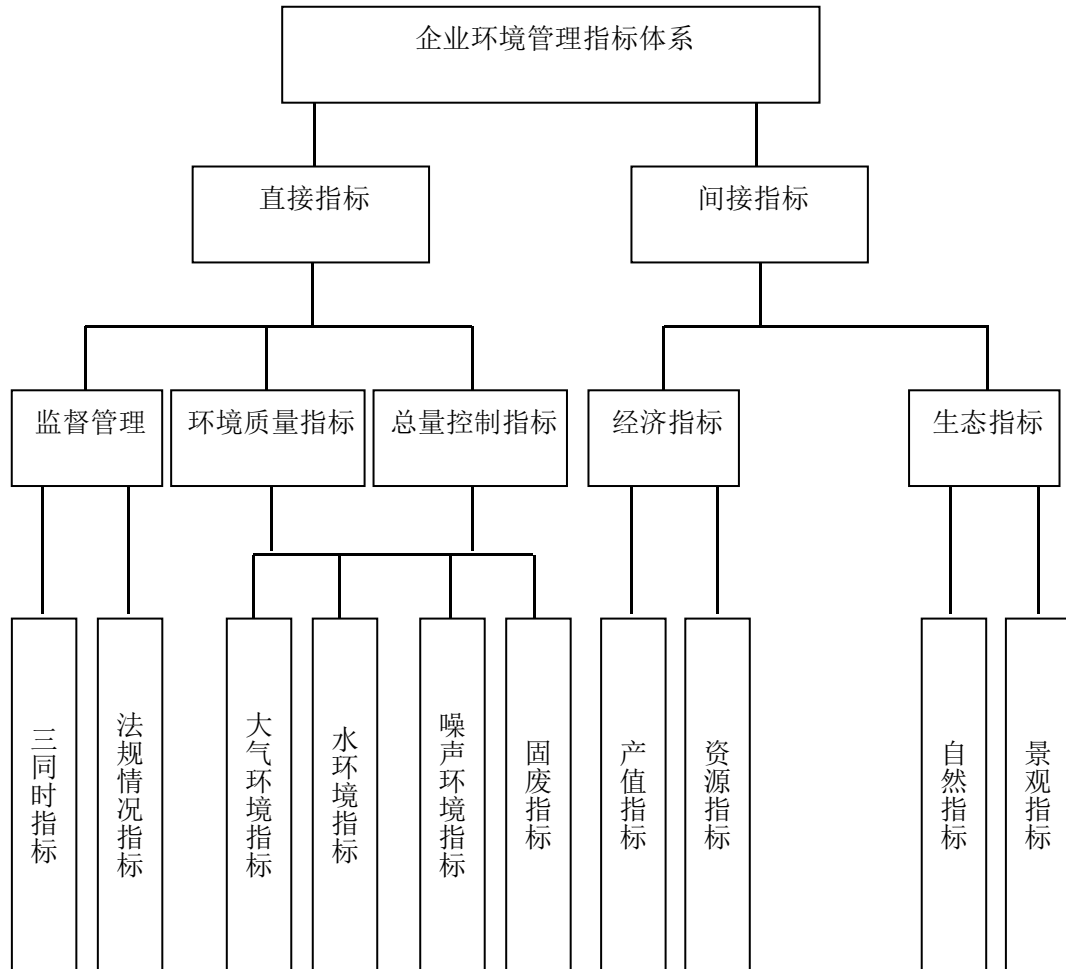 企业环境管理指标体系
直接指标
间接指标
监督管理
环境质量指标
总量控制指标
经济指标
生态指标
三同时指标
法规情况指标
大气环境指标
水环境指标
噪声环境指标
固废指标
产值指标
资源指标
自然指标
景观指标